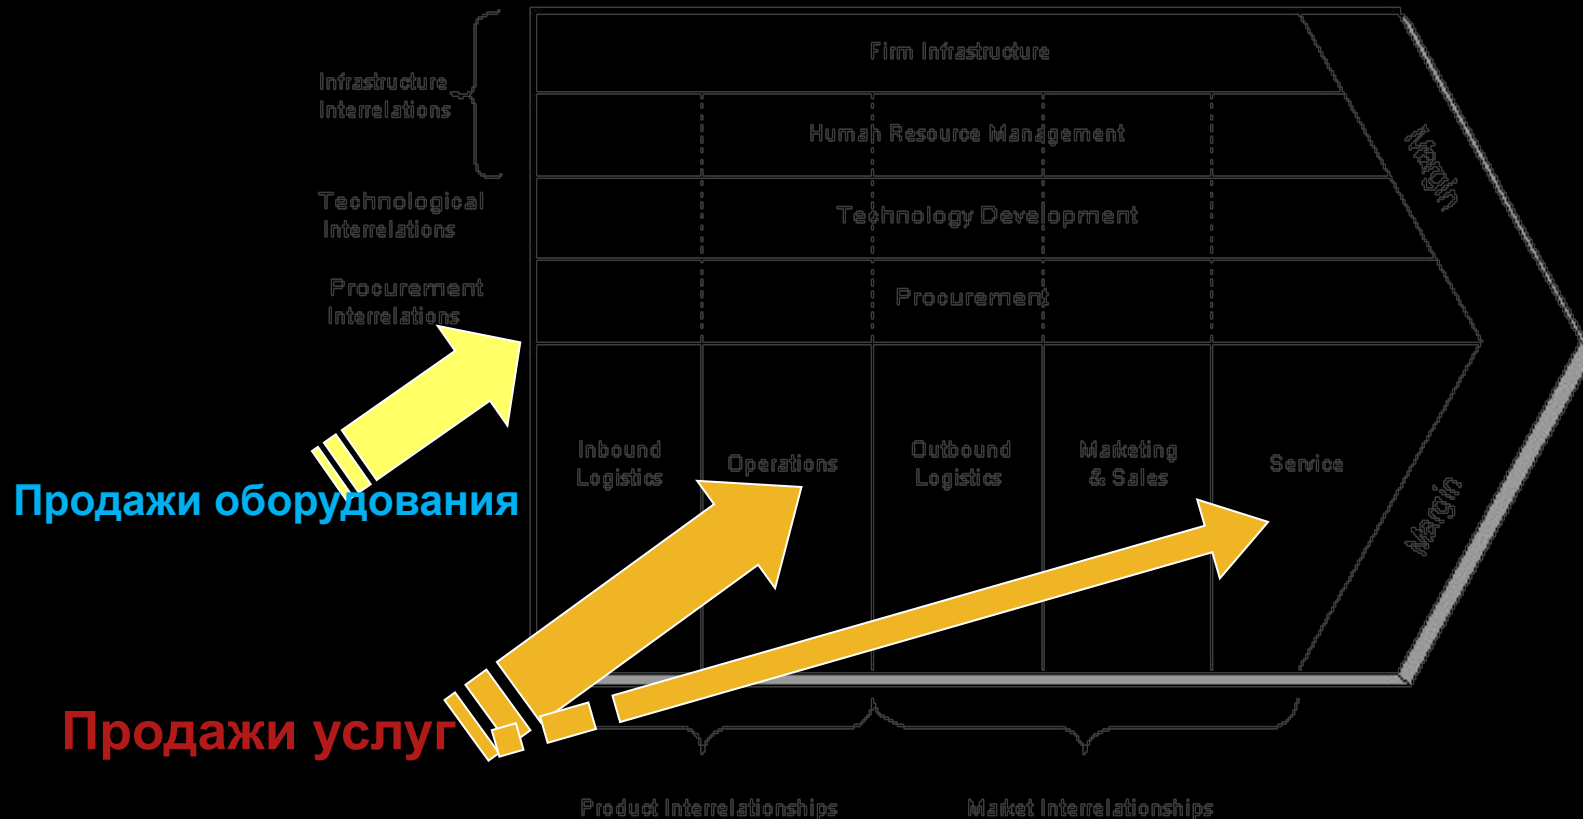 Firm Infrastructure
Infrastructure
Interrelations
Human Resource Management
Margin
Technological
Interrelations
Technology Development
Procurement
Interrelations
Procurement
Inbound
Logistics
Operations
Outbound
Logistics
Marketing
& Sales
Service
Margin
Продажи оборудования
Продажи услуг
Product Interrelationships
Market Interrelationships